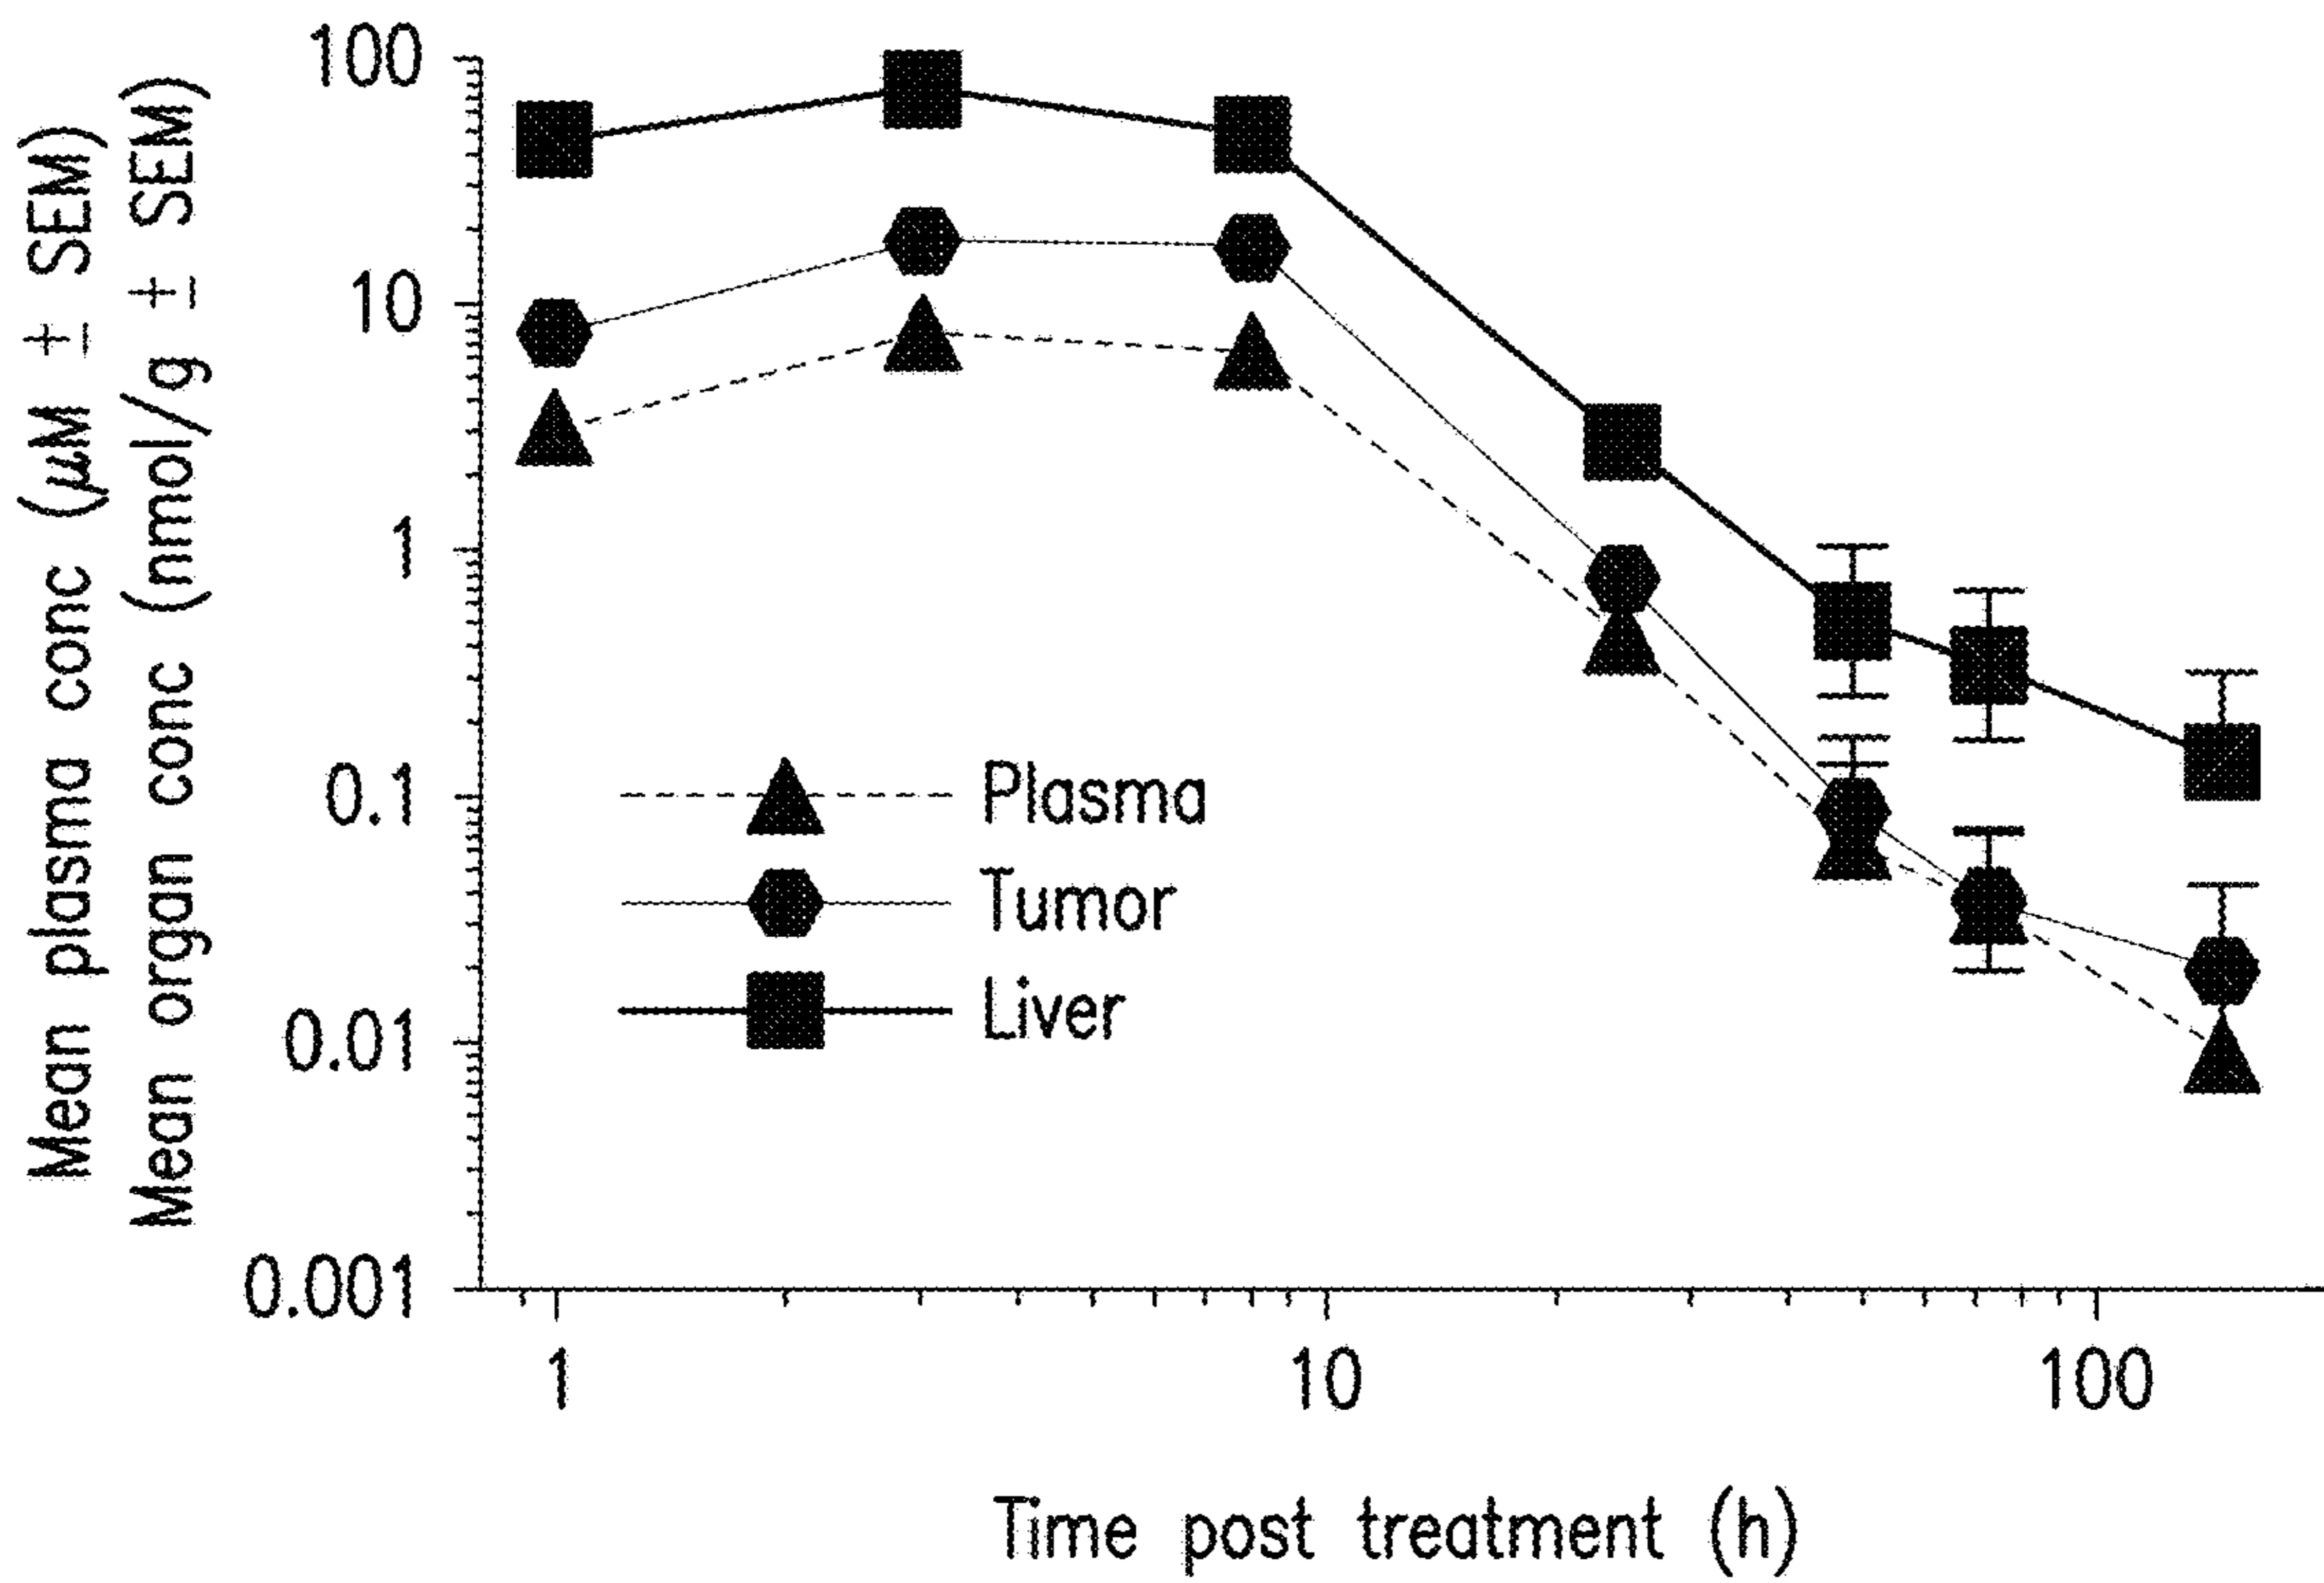 Mean plasma conc (µM ± SEM)
Mean organ conc (nmol/g ± SEM)
100
10
1
0.1
0.01
0.001
Plasma
Tumor
Liver
1
10
100
Time post treatment (h)